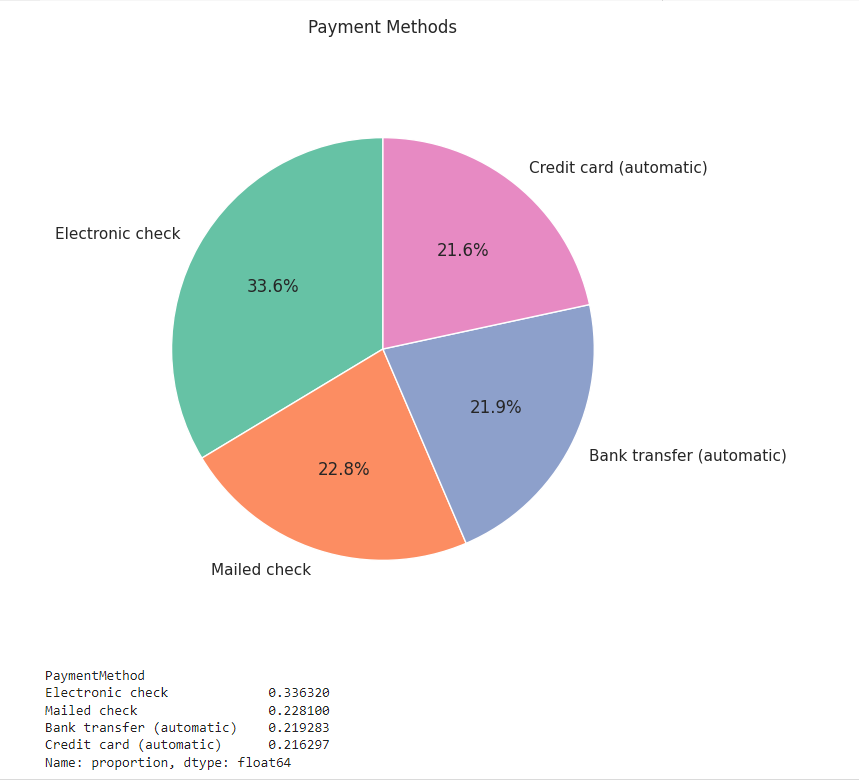 Payment Methods
Credit card (automatic)
Electronic check
21.6%
33.6%
21.9%
Bank transfer (automatic)
22.8%
Mailed check
PaymentMethod
Electronic check 0.336320
Mailed check 0.228100
Bank transfer (automatic) 0.219283
Credit card (automatic) 0.216297
Name: proportion, dtype: float64